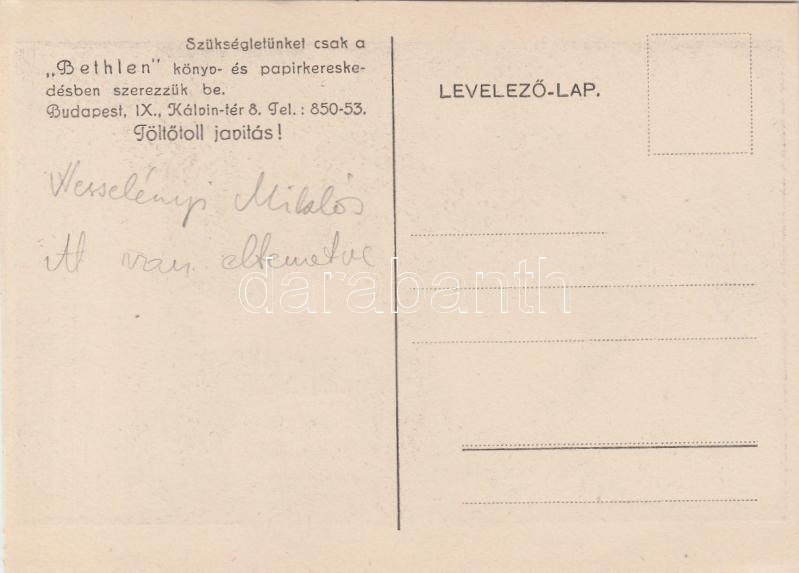 Szükségletünket csak a
„Bethlen” könyv- és papirkereske-
désben szerezzük be.
Budapest, IX., Kálvin-tér 8. Tel.: 850-53.
Töltőtoll javitás!
Wesselényi Miklós
itt van eltemetve
LEVELEZŐ-LAP.
darabanth